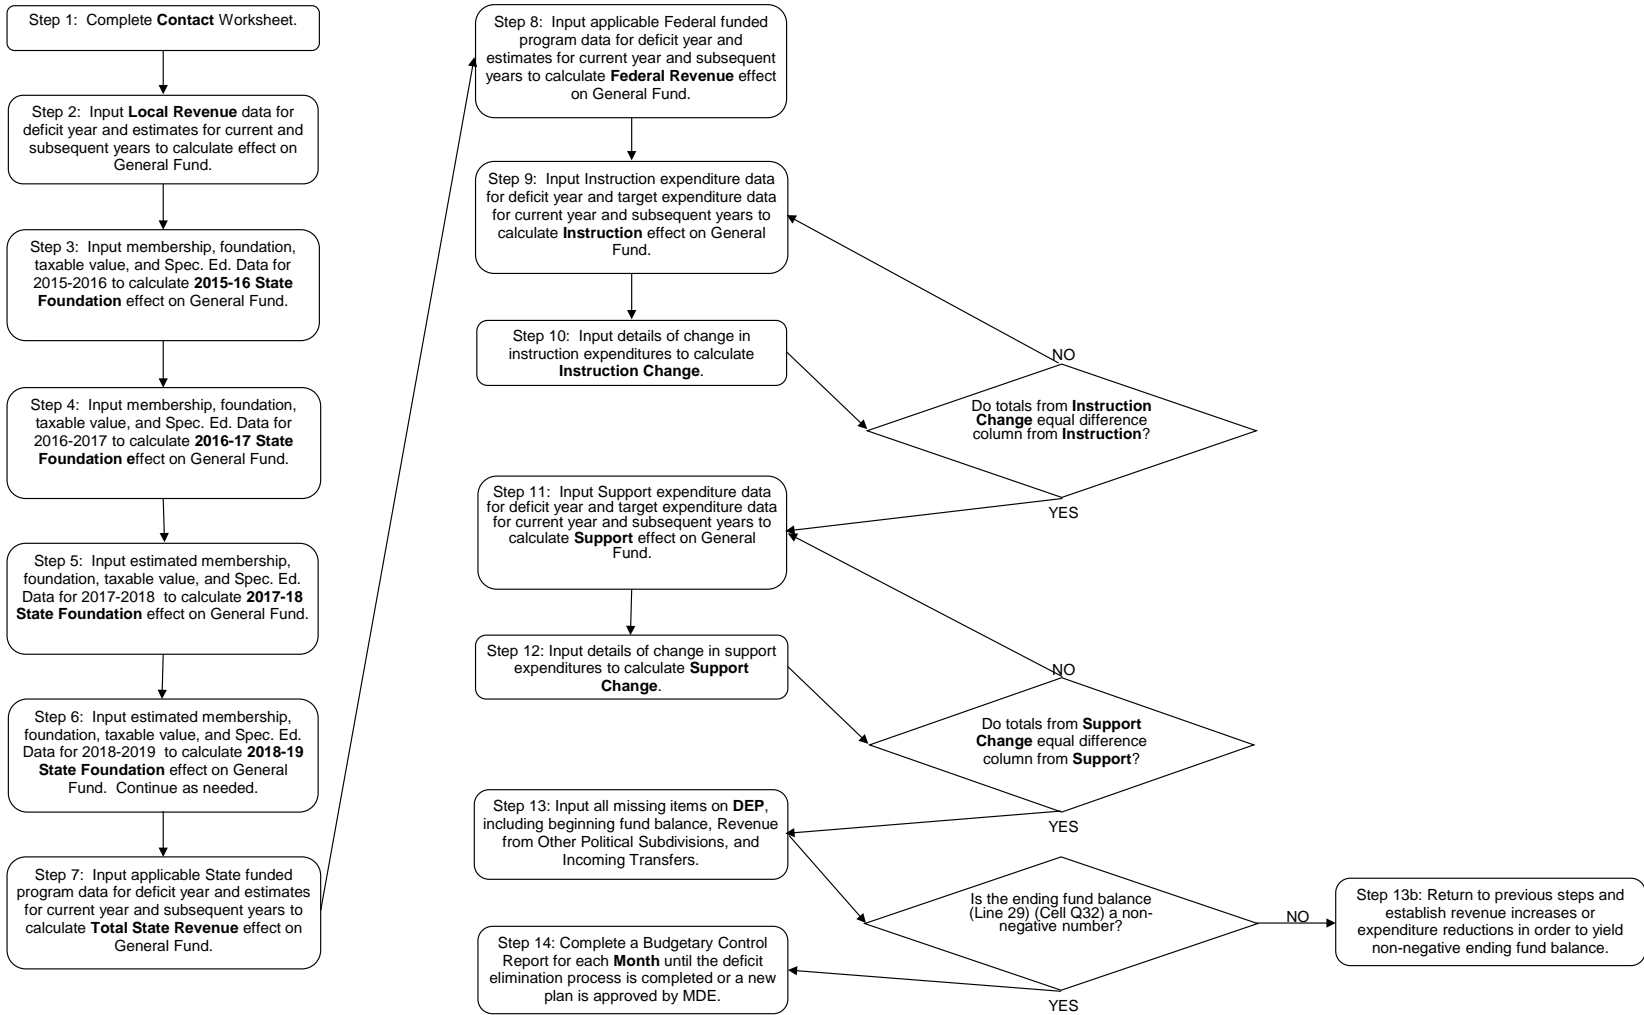 Step 1:  Complete Contact Worksheet.
Step 2:  Input Local Revenue data for
deficit year and estimates for current and
subsequent years to calculate effect on
General Fund.
Step 3:  Input membership, foundation,
taxable value, and Spec. Ed. Data for
2015-2016 to calculate 2015-16 State
Foundation effect on General Fund.
Step 4:  Input membership, foundation,
taxable value, and Spec. Ed. Data for
2016-2017 to calculate 2016-17 State
Foundation effect on General Fund.
Step 5:  Input estimated membership,
foundation, taxable value, and Spec. Ed.
Data for 2017-2018  to calculate 2017-18
State Foundation effect on General Fund.
Step 6:  Input estimated membership,
foundation, taxable value, and Spec. Ed.
Data for 2018-2019  to calculate 2018-19
State Foundation effect on General
Fund.  Continue as needed.
Step 7:  Input applicable State funded
program data for deficit year and estimates
for current year and subsequent years to
calculate Total State Revenue effect on
General Fund.
Step 8:  Input applicable Federal funded
program data for deficit year and
estimates for current year and subsequent
years to calculate Federal Revenue effect
on General Fund.
Step 9:  Input Instruction expenditure data
for deficit year and target expenditure data
for current year and subsequent years to
calculate Instruction effect on General
Fund.
Step 10:  Input details of change in
instruction expenditures to calculate
Instruction Change.
NO
Do totals from Instruction
Change equal difference
column from Instruction?
YES
Step 11:  Input Support expenditure data
for deficit year and target expenditure data
for current year and subsequent years to
calculate Support effect on General
Fund.
Step 12: Input details of change in support
expenditures to calculate Support
Change.
NO
Do totals from Support
Change equal difference
column from Support?
YES
Step 13: Input all missing items on DEP,
including beginning fund balance, Revenue
from Other Political Subdivisions, and
Incoming Transfers.
Is the ending fund balance
(Line 29) (Cell Q32) a non-
negative number?
NO
Step 13b: Return to previous steps and
establish revenue increases or
expenditure reductions in order to yield
non-negative ending fund balance.
YES
Step 14: Complete a Budgetary Control
Report for each Month until the deficit
elimination process is completed or a new
plan is approved by MDE.